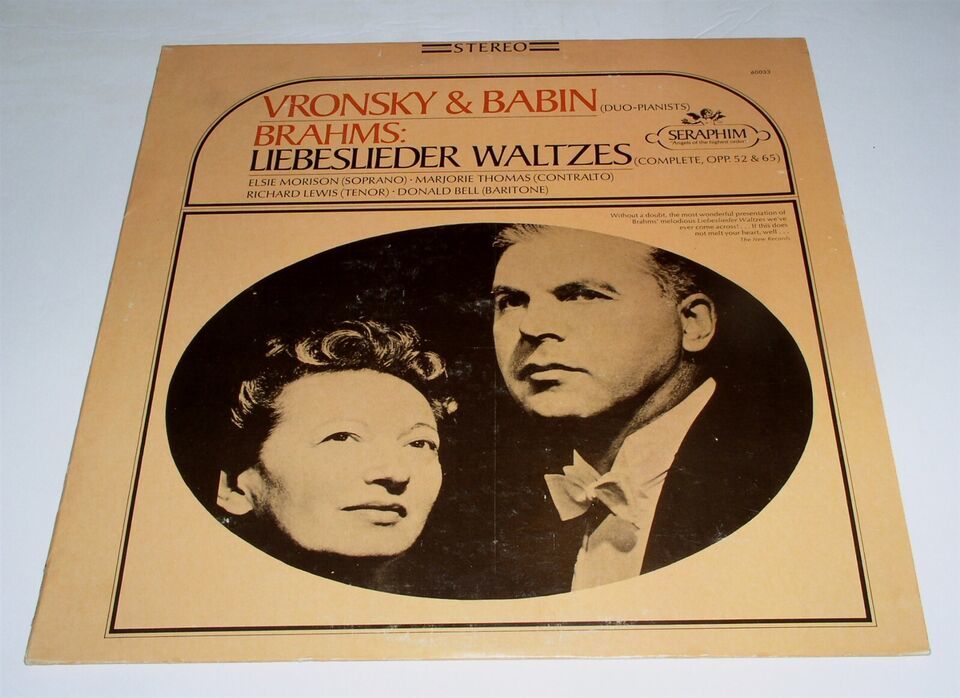 STEREO
60033
VRONSKY & BABIN (DUO-PIANISTS)
BRAHMS:
LIEBESLIEDER WALTZES (COMPLETE, OPP. 52 & 65)
SERAPHIM
"Angels of the highest order"
ELSIE MORISON (SOPRANO) · MARJORIE THOMAS (CONTRALTO)
RICHARD LEWIS (TENOR) · DONALD BELL (BARITONE)
Without a doubt, the most wonderful presentation of
Brahms' melodious Liebeslieder Waltzes we've
ever come across! . . . If this does
not melt your heart, well . . .
The New Records